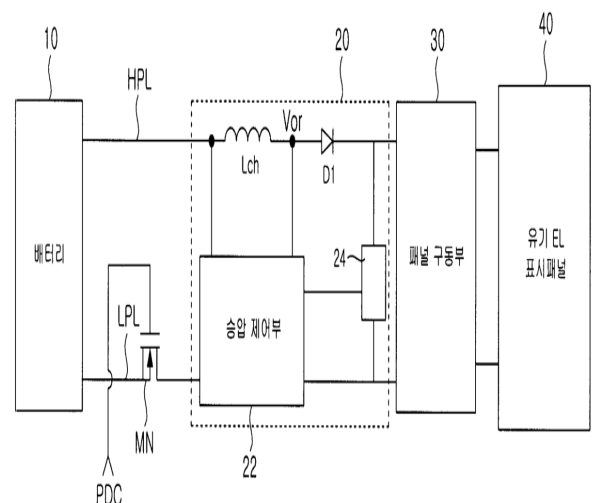 10
20
30
40
HPL
Vor
Lch
D1
배터리
24
패널 구동부
유기 EL
표시패널
LPL
승압 제어부
MN
22
PDC